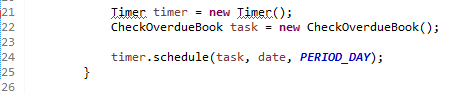 21 Timer timer = new Timer();
22 CheckOverdueBook task = new CheckOverdueBook();
23
24 timer.schedule(task, date, PERIOD_DAY);
25 }
26